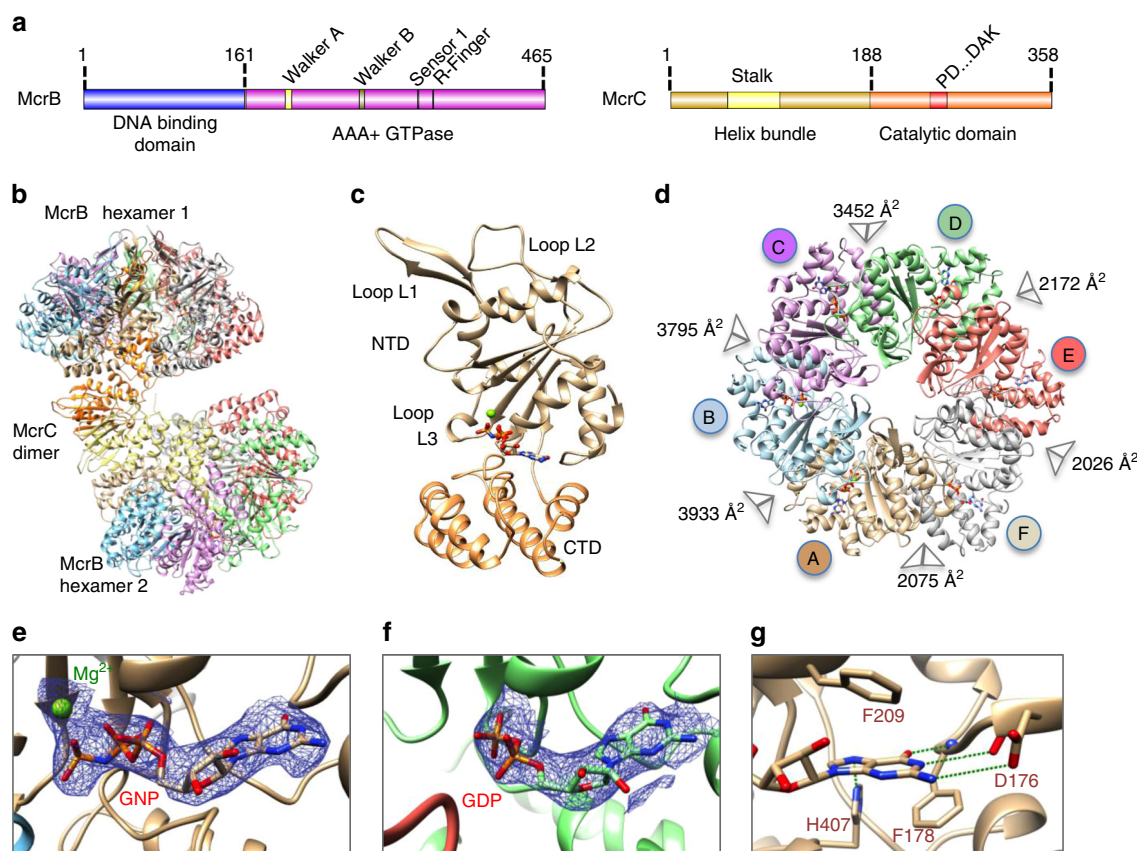 a
1
161
Walker A
Walker B
Sensor 1
R-Finger
465
McrB
DNA binding
domain
AAA+ GTPase
1
188
358
Stalk
PD...DAK
McrC
Helix bundle
Catalytic domain
b
McrB hexamer 1
McrC
dimer
McrB
hexamer 2
c
Loop L2
Loop L1
NTD
Loop
L3
CTD
d
3452 Å²
D
C
2172 Å²
3795 Å²
E
B
2026 Å²
3933 Å²
F
A
2075 Å²
e
Mg²⁺
GNP
f
GDP
g
F209
D176
H407
F178